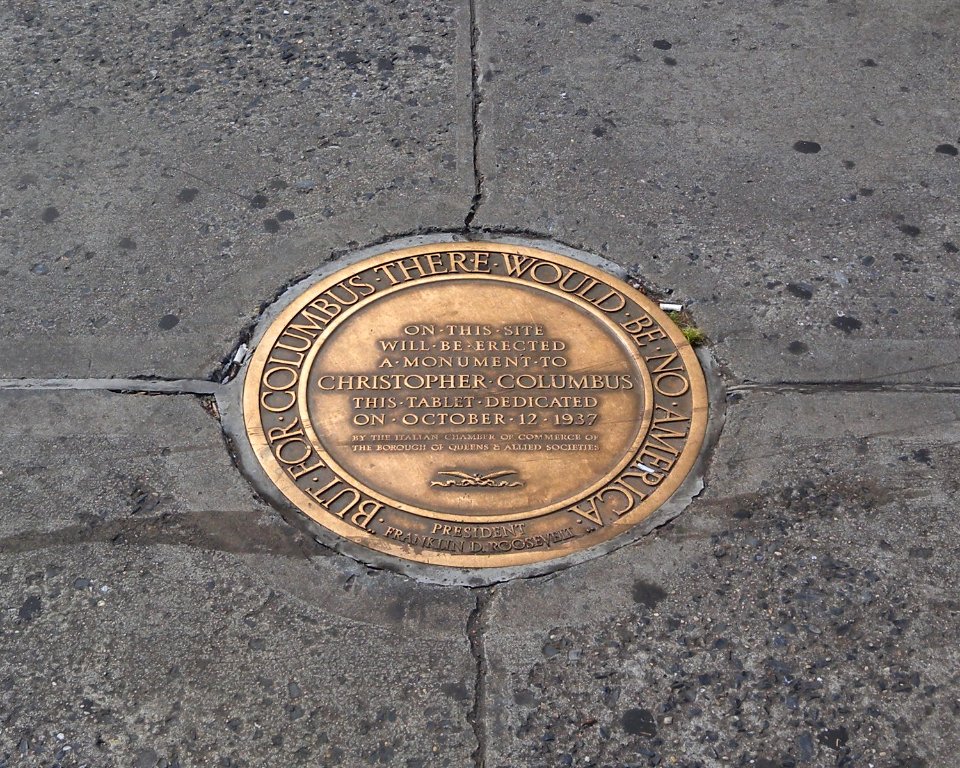 "BUT·FOR·COLUMBUS·THERE·WOULD·BE·NO·AMERICA·"
PRESIDENT
FRANKLIN D. ROOSEVELT
ON·THIS·SITE
WILL·BE·ERECTED
A·MONUMENT·TO
CHRISTOPHER·COLUMBUS
THIS·TABLET·DEDICATED
ON·OCTOBER·12·1937
BY THE ITALIAN CHAMBER OF COMMERCE OF
THE BOROUGH OF QUEENS & ALLIED SOCIETIES